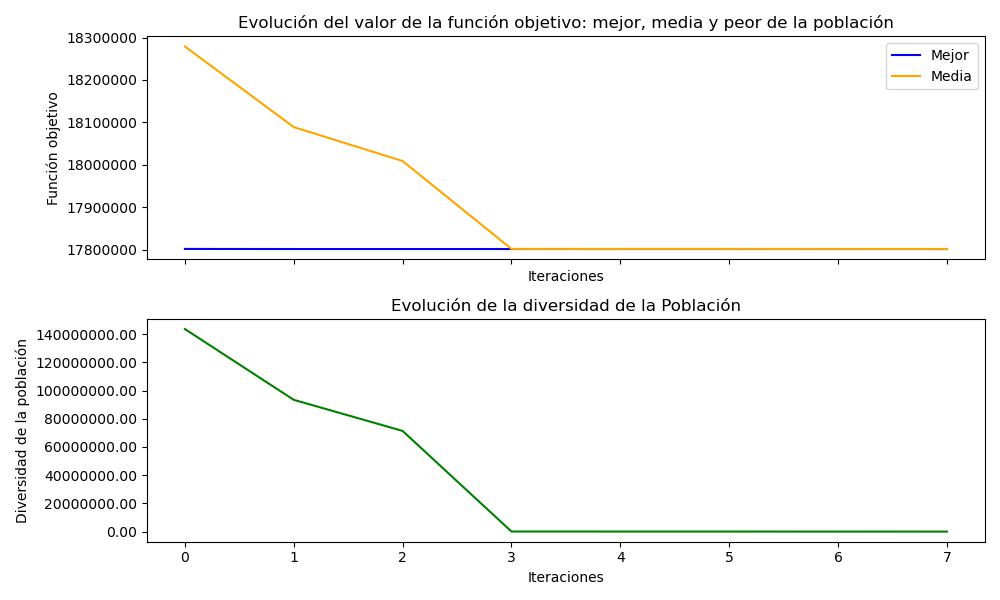 Evolución del valor de la función objetivo: mejor, media y peor de la población
18300000
18200000
18100000
18000000
17900000
17800000
Función objetivo
Mejor
Media
Iteraciones
Evolución de la diversidad de la Población
140000000.00
120000000.00
100000000.00
80000000.00
60000000.00
40000000.00
20000000.00
0.00
Diversidad de la población
0 1 2 3 4 5 6 7
Iteraciones